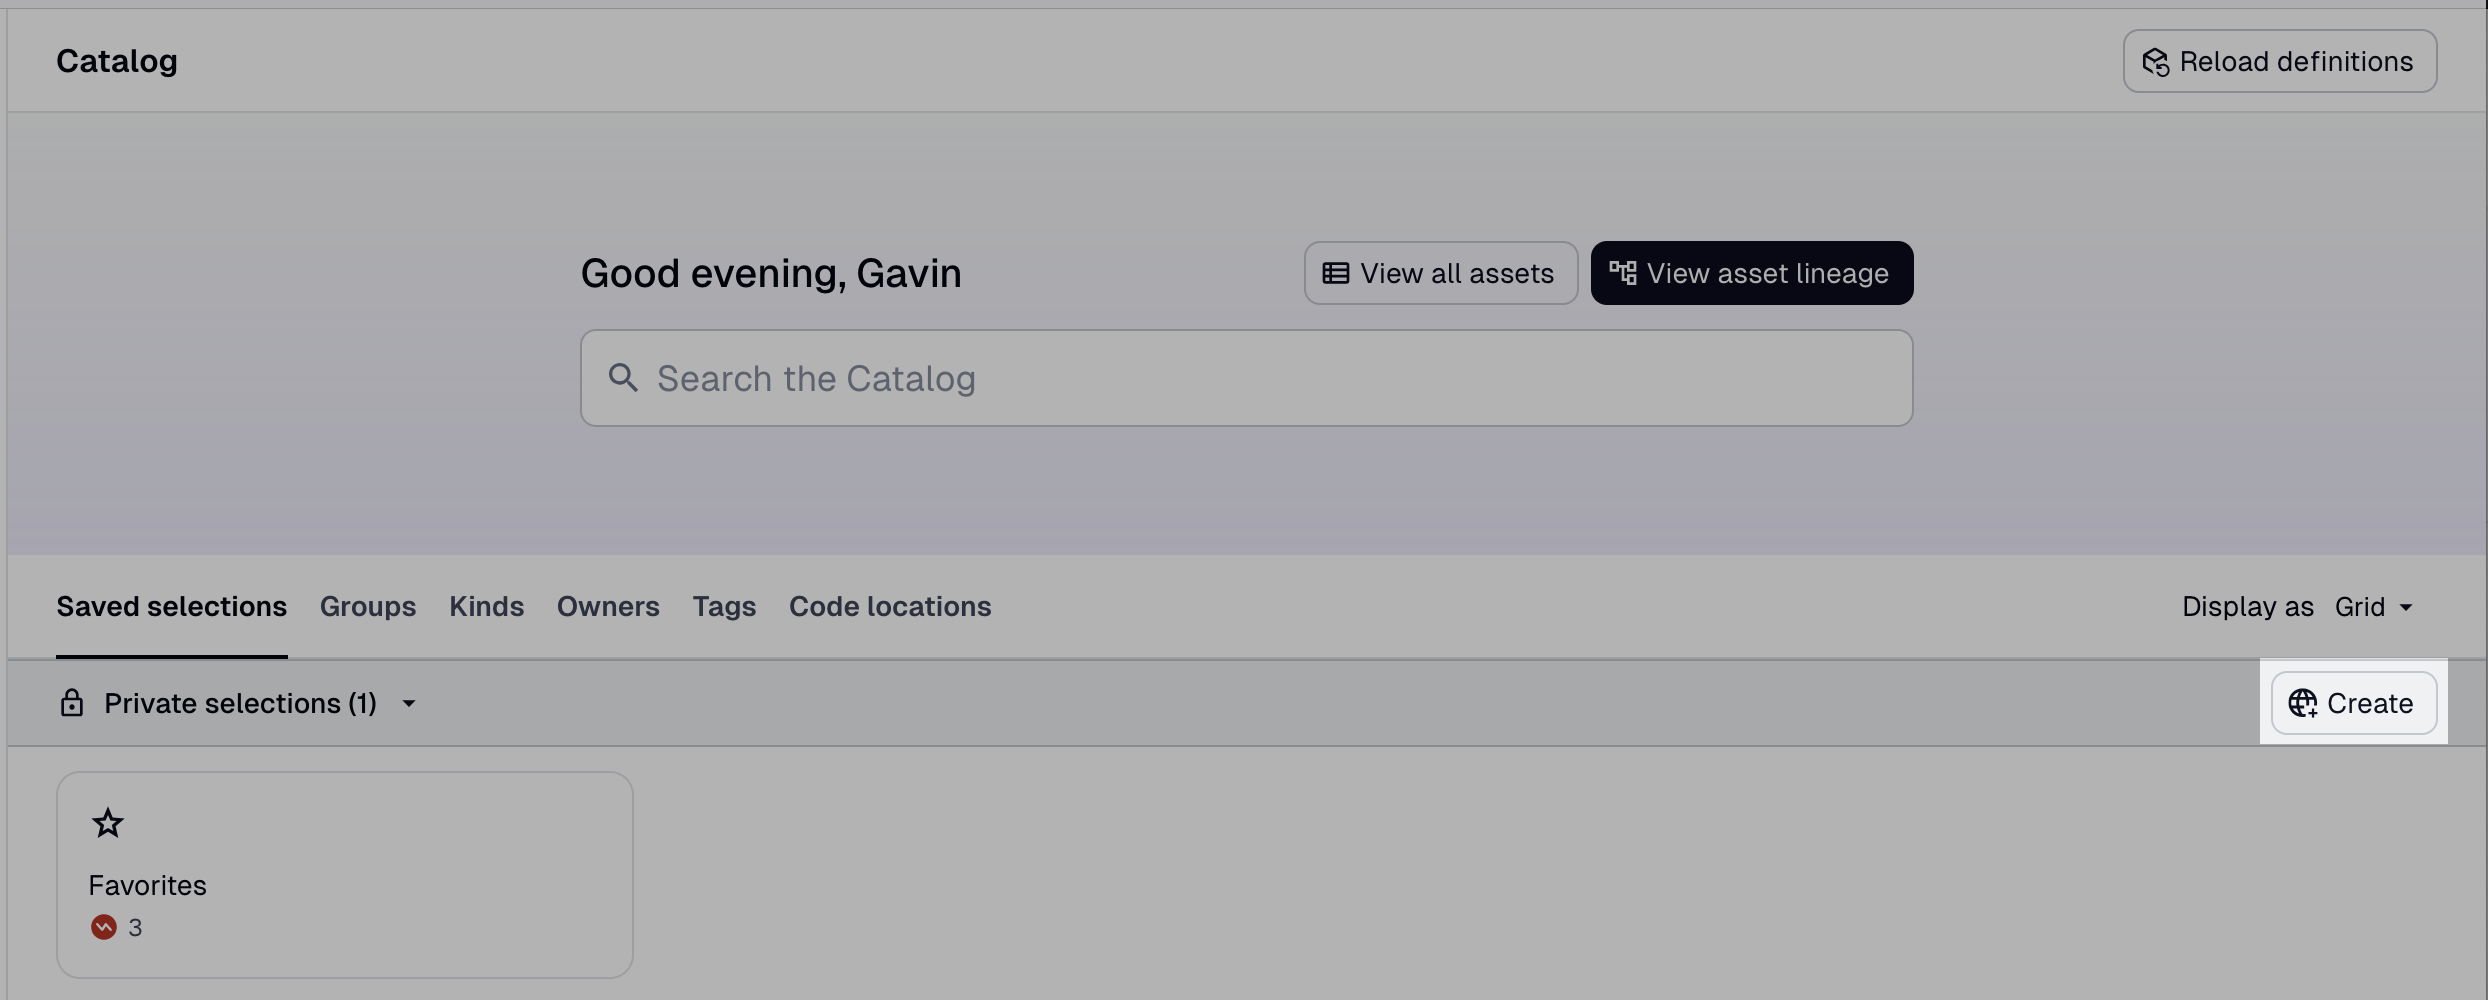 Catalog
Reload definitions
Good evening, Gavin
View all assets
View asset lineage
Search the Catalog
Saved selections
Groups
Kinds
Owners
Tags
Code locations
Display as
Grid
Private selections (1)
Create
Favorites
3